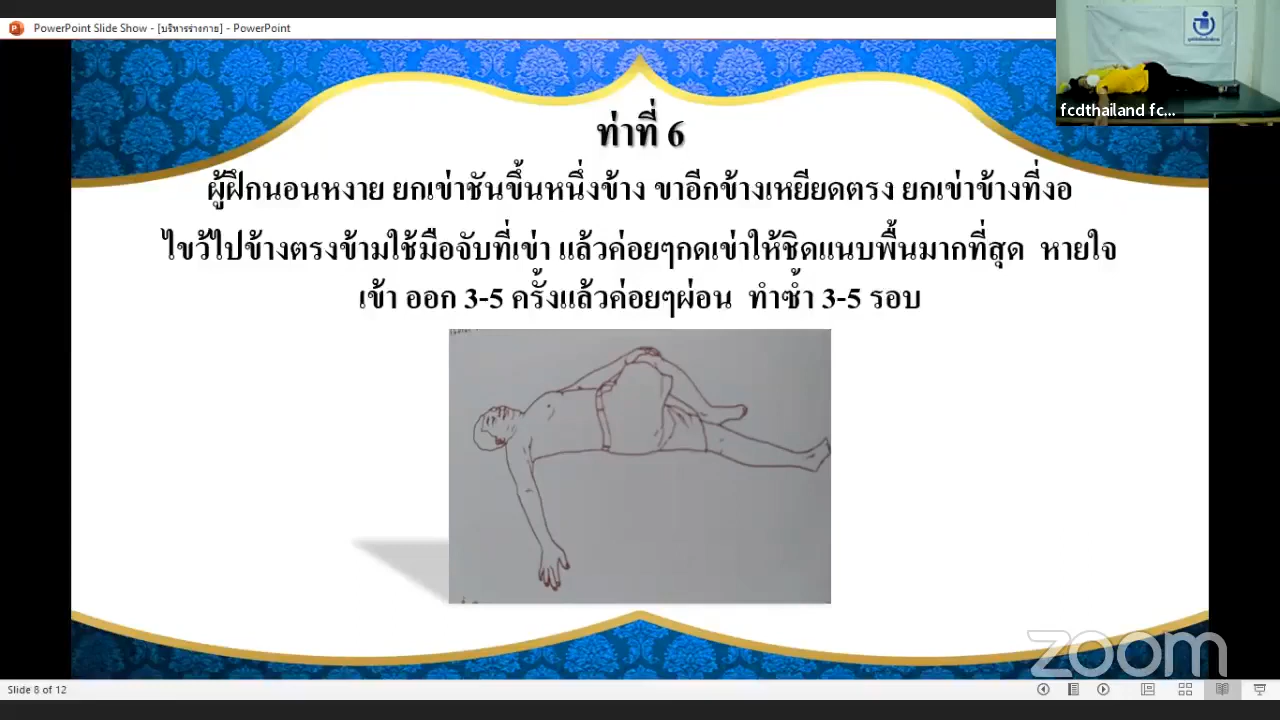 PowerPoint Slide Show - [บริหารร่างกาย] - PowerPoint
fcdthailand fc...
ท่าที่ 6
ผู้ฝึกนอนหงาย ยกเข่าชันขึ้นหนึ่งข้าง ขาอีกข้างเหยียดตรง ยกเข่าข้างที่งอ
ไขว้ไปข้างตรงข้ามใช้มือจับที่เข่า แล้วค่อยๆกดเข่าให้ชิดแนบพื้นมากที่สุด หายใจ
เข้า ออก 3-5 ครั้งแล้วค่อยๆผ่อน ทำซ้ำ 3-5 รอบ
zoom
Slide 8 of 12